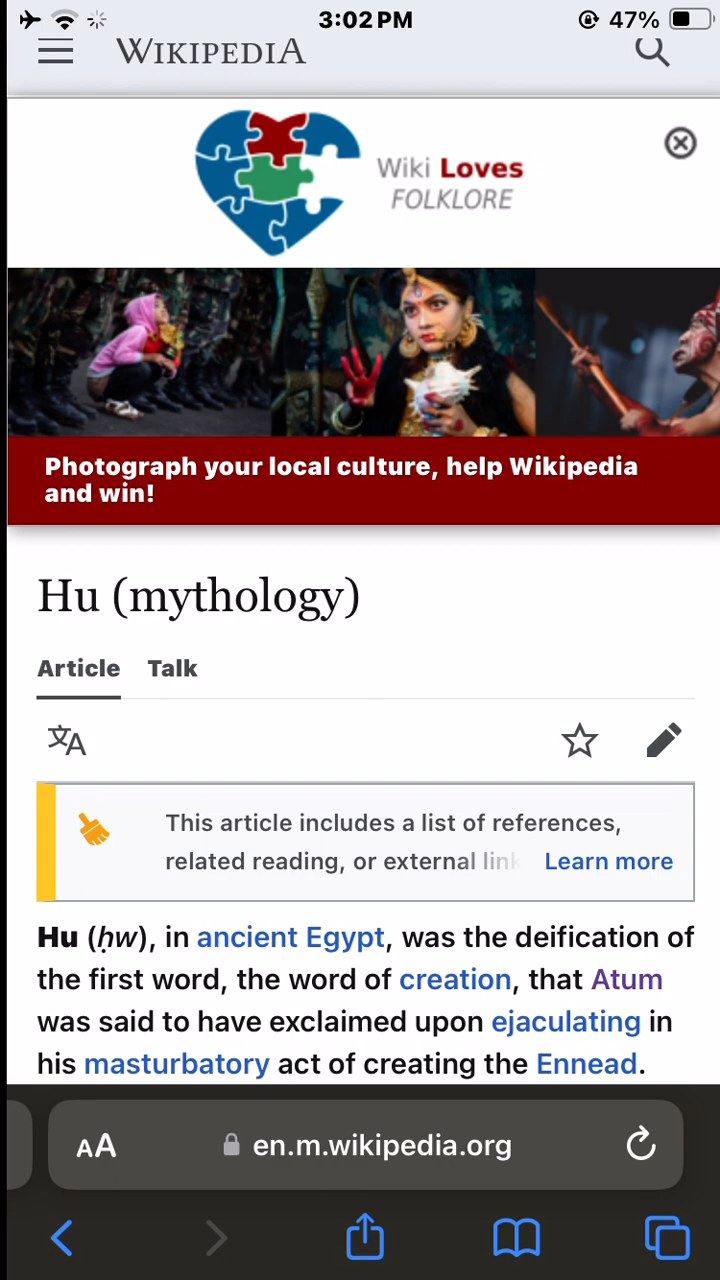 3:02 PM
47%
WIKIPEDIA
Wiki Loves
FOLKLORE
Photograph your local culture, help Wikipedia
and win!
Hu (mythology)
Article Talk
文A
This article includes a list of references,
related reading, or external link Learn more
Hu (ḥw), in ancient Egypt, was the deification of
the first word, the word of creation, that Atum
was said to have exclaimed upon ejaculating in
his masturbatory act of creating the Ennead.
AA en.m.wikipedia.org